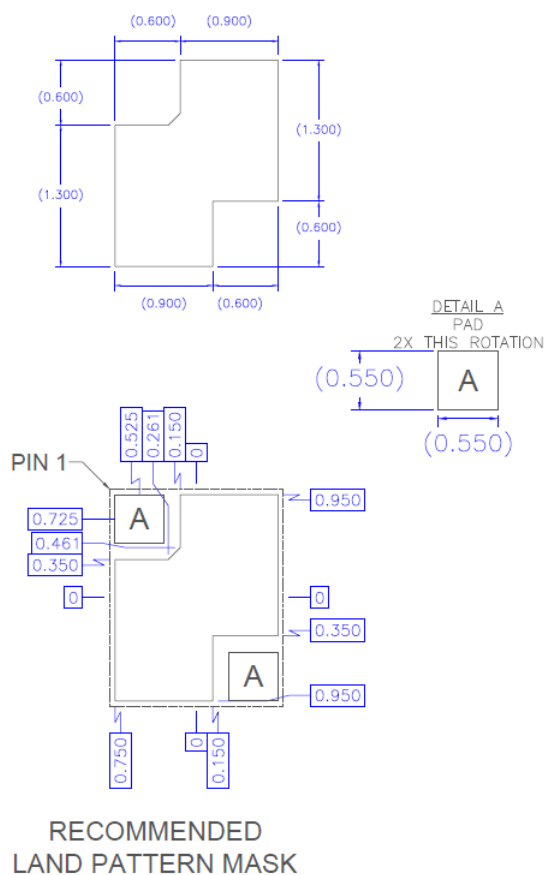 (0.600) (0.900)
(0.600)
(1.300)
(1.300)
(0.600)
(0.900) (0.600)
DETAIL A
PAD
2X THIS ROTATION
(0.550)
A
(0.550)
0.525
0.261
0.150
0
PIN 1
0.725
A
0.950
0.461
0.350
0
0
0.350
A
0.950
0.750
0
0.150
RECOMMENDED
LAND PATTERN MASK